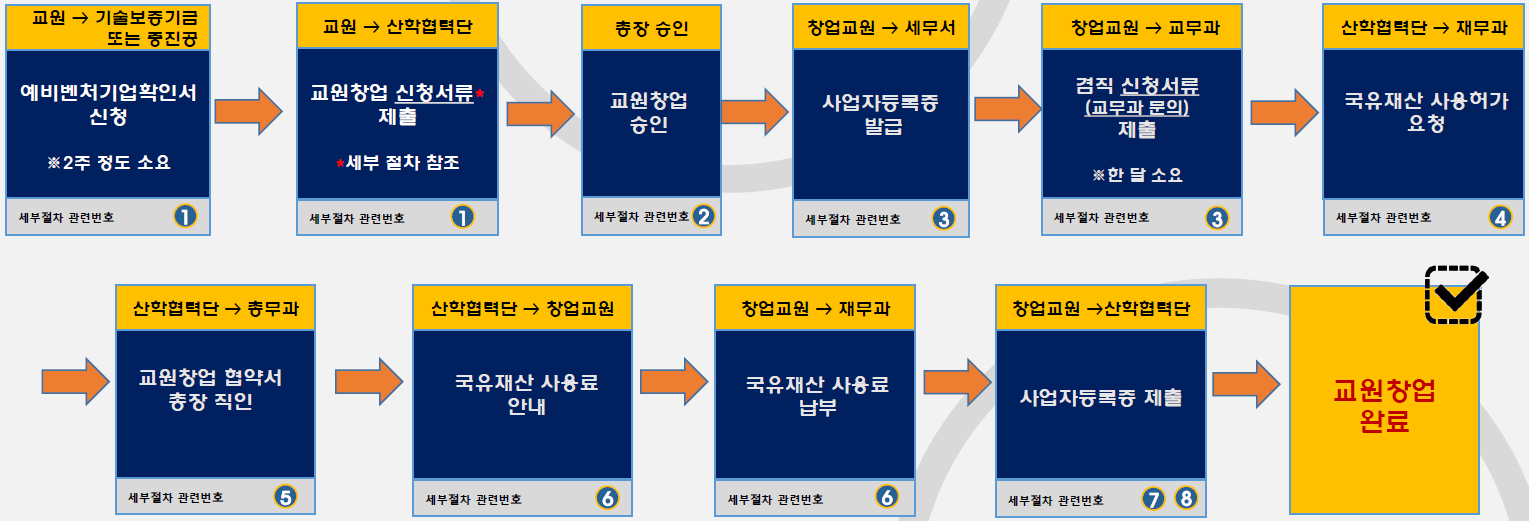 교원 → 기술보증기금
또는 중진공
예비벤처기업확인서
신청
※2주 정도 소요
세부절차 관련번호 1
교원 → 산학협력단
교원창업 신청서류*
제출
*세부 절차 참조
세부절차 관련번호 1
총장 승인
교원창업
승인
세부절차 관련번호 2
창업교원 → 세무서
사업자등록증
발급
세부절차 관련번호 3
창업교원 → 교무과
겸직 신청서류
(교무과 문의)
제출
※한 달 소요
세부절차 관련번호 3
산학협력단 → 재무과
국유재산 사용허가
요청
세부절차 관련번호 4
산학협력단 → 총무과
교원창업 협약서
총장 직인
세부절차 관련번호 5
산학협력단 → 창업교원
국유재산 사용료
안내
세부절차 관련번호 6
창업교원 → 재무과
국유재산 사용료
납부
세부절차 관련번호 6
창업교원 →산학협력단
사업자등록증 제출
세부절차 관련번호 7 8
교원창업
완료